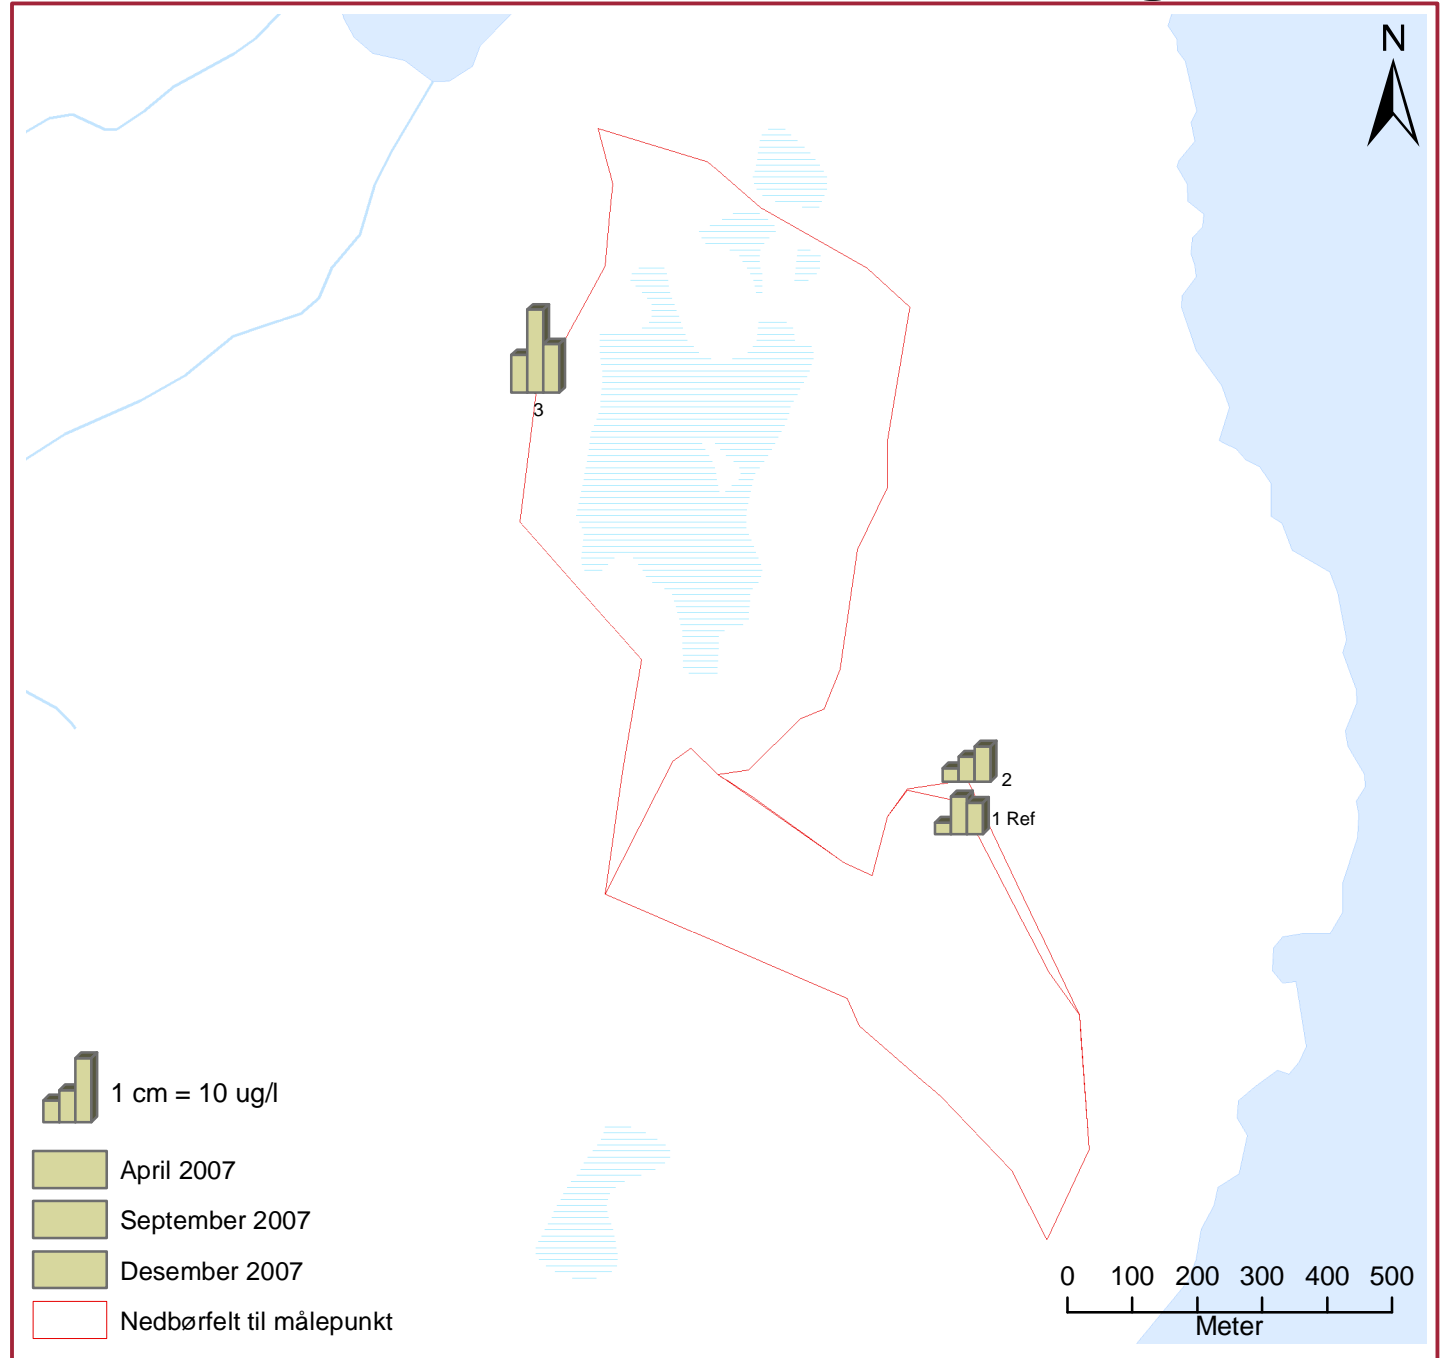 N
3
2
1 Ref
1 cm = 10 ug/l
April 2007
September 2007
Desember 2007
Nedbørfelt til målepunkt
0 100 200 300 400 500
Meter